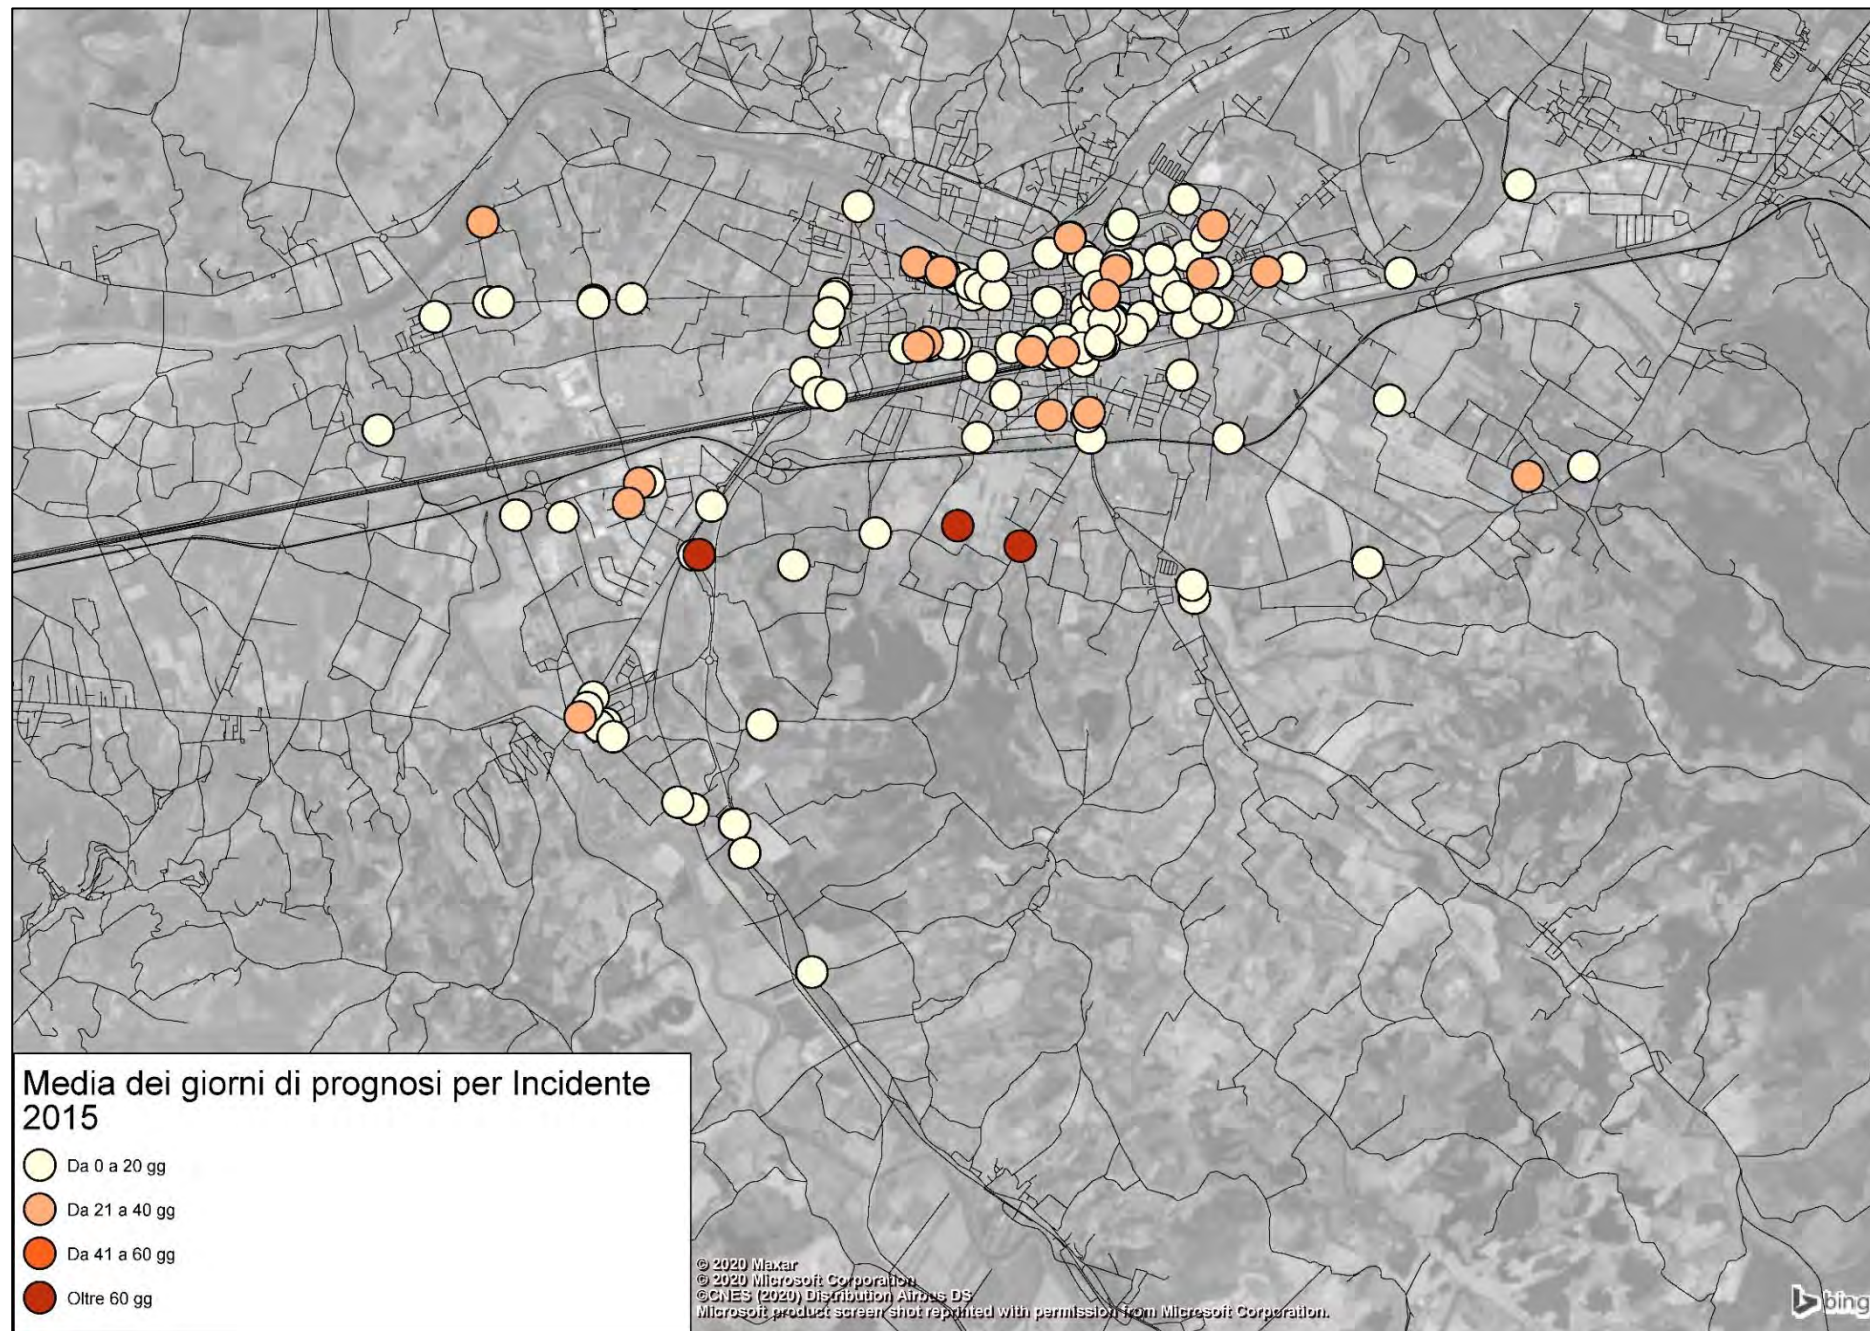 Media dei giorni di prognosi per Incidente
2015
Da 0 a 20 gg
Da 21 a 40 gg
Da 41 a 60 gg
Oltre 60 gg
© 2020 Maxar
© 2020 Microsoft Corporation
©CNES (2020) Distribution Airbus DS
Microsoft product screen shot reprinted with permission from Microsoft Corporation.
bing